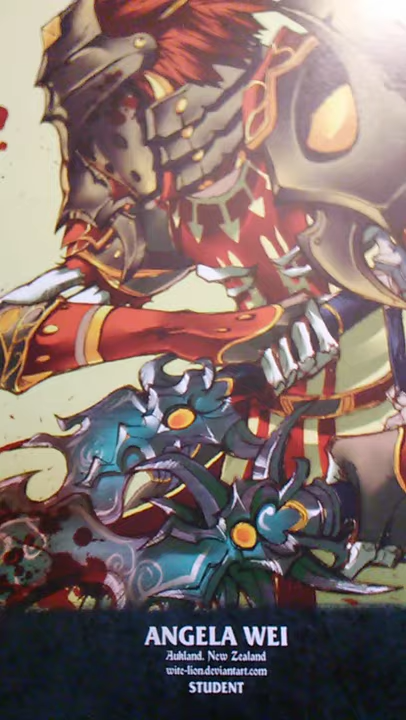 ANGELA WEI
Aukland, New Zealand
wite-lion.deviantart.com
STUDENT